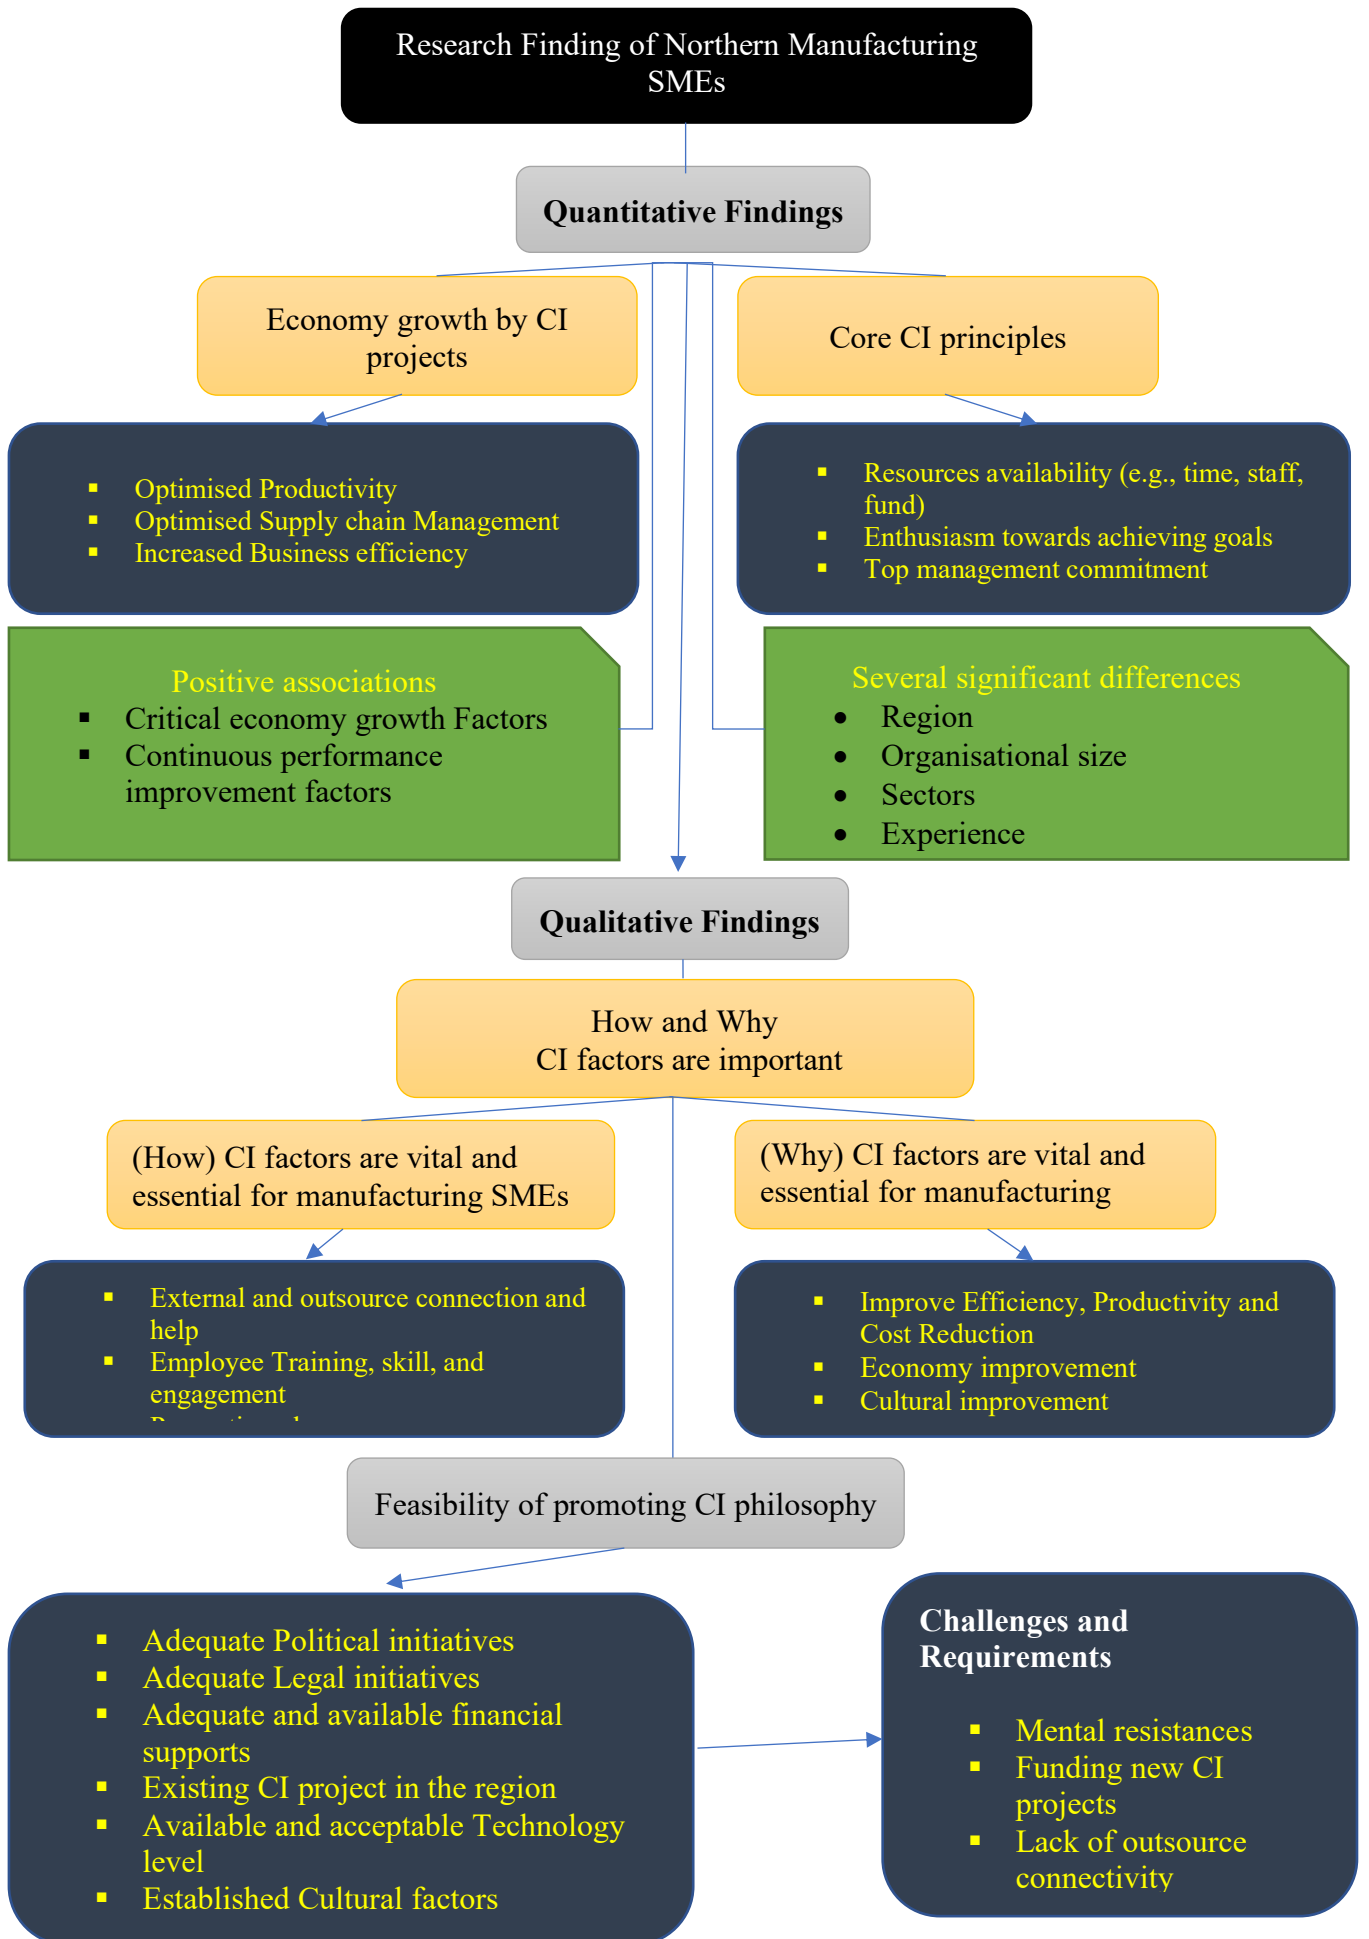 Research Finding of Northern Manufacturing
SMEs
Quantitative Findings
Economy growth by CI
projects
Core CI principles
▪ Optimised Productivity
▪ Optimised Supply chain Management
▪ Increased Business efficiency
▪ Resources availability (e.g., time, staff,
fund)
▪ Enthusiasm towards achieving goals
▪ Top management commitment
Positive associations
▪ Critical economy growth Factors
▪ Continuous performance
improvement factors
Several significant differences
● Region
● Organisational size
● Sectors
● Experience
Qualitative Findings
How and Why
CI factors are important
(How) CI factors are vital and
essential for manufacturing SMEs
(Why) CI factors are vital and
essential for manufacturing
▪ External and outsource connection and
help
▪ Employee Training, skill, and
engagement
▪ Improve Efficiency, Productivity and
Cost Reduction
▪ Economy improvement
▪ Cultural improvement
Feasibility of promoting CI philosophy
▪ Adequate Political initiatives
▪ Adequate Legal initiatives
▪ Adequate and available financial
supports
▪ Existing CI project in the region
▪ Available and acceptable Technology
level
▪ Established Cultural factors
Challenges and
Requirements
▪ Mental resistances
▪ Funding new CI
projects
▪ Lack of outsource
connectivity